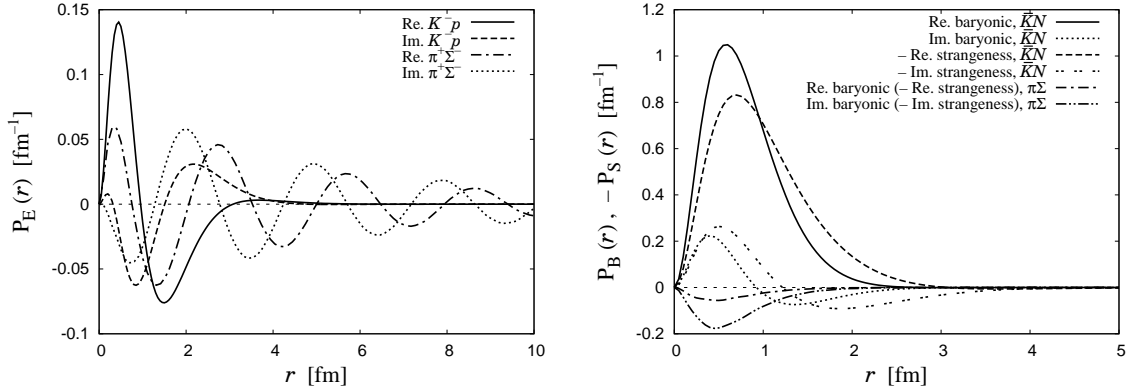 0.15
0.10
0.05
0
-0.05
-0.1
P_E (r) [fm⁻¹]
Re. K⁻p
Im. K⁻p
Re. π⁺Σ⁻
Im. π⁺Σ⁻
0 2 4 6 8 10
r [fm]
1.2
1
0.8
0.6
0.4
0.2
0
-0.2
P_B (r) , −P_S (r) [fm⁻¹]
Re. baryonic, K̄N
Im. baryonic, K̄N
− Re. strangeness, K̄N
− Im. strangeness, K̄N
Re. baryonic (− Re. strangeness), πΣ
Im. baryonic (− Im. strangeness), πΣ
0 1 2 3 4 5
r [fm]